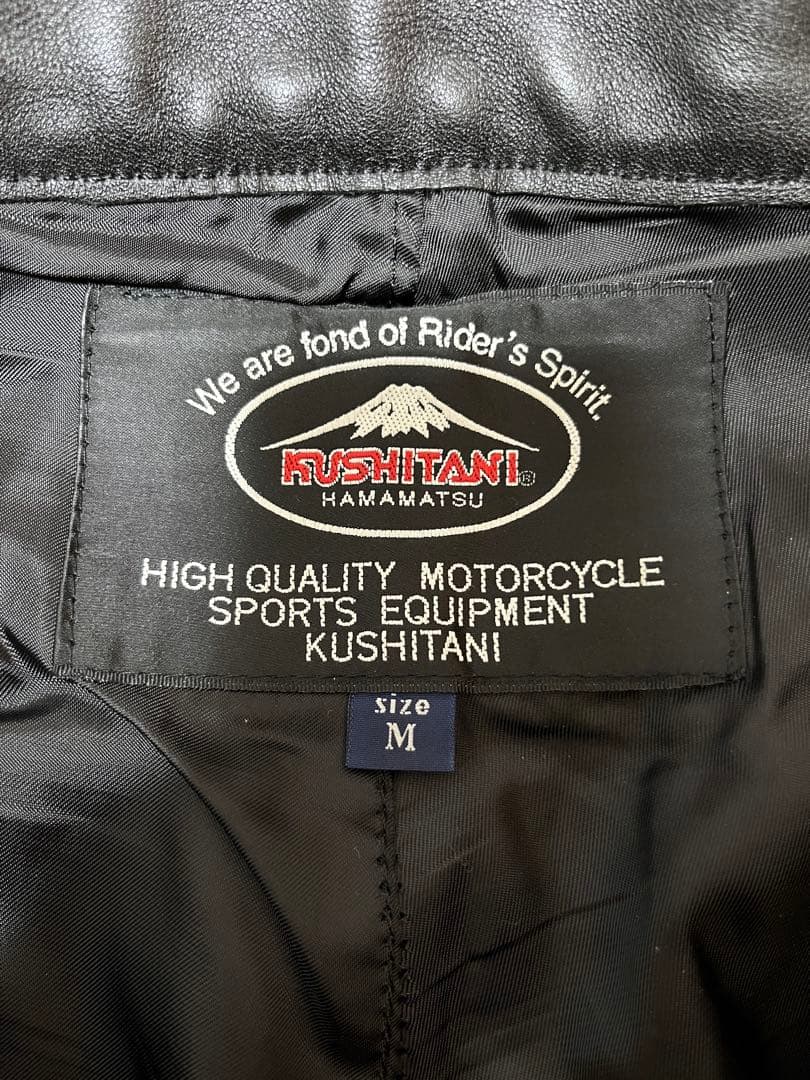 We are fond of Rider's Spirit.
KUSHITANI®
HAMAMATSU
HIGH QUALITY MOTORCYCLE
SPORTS EQUIPMENT
KUSHITANI
size
M